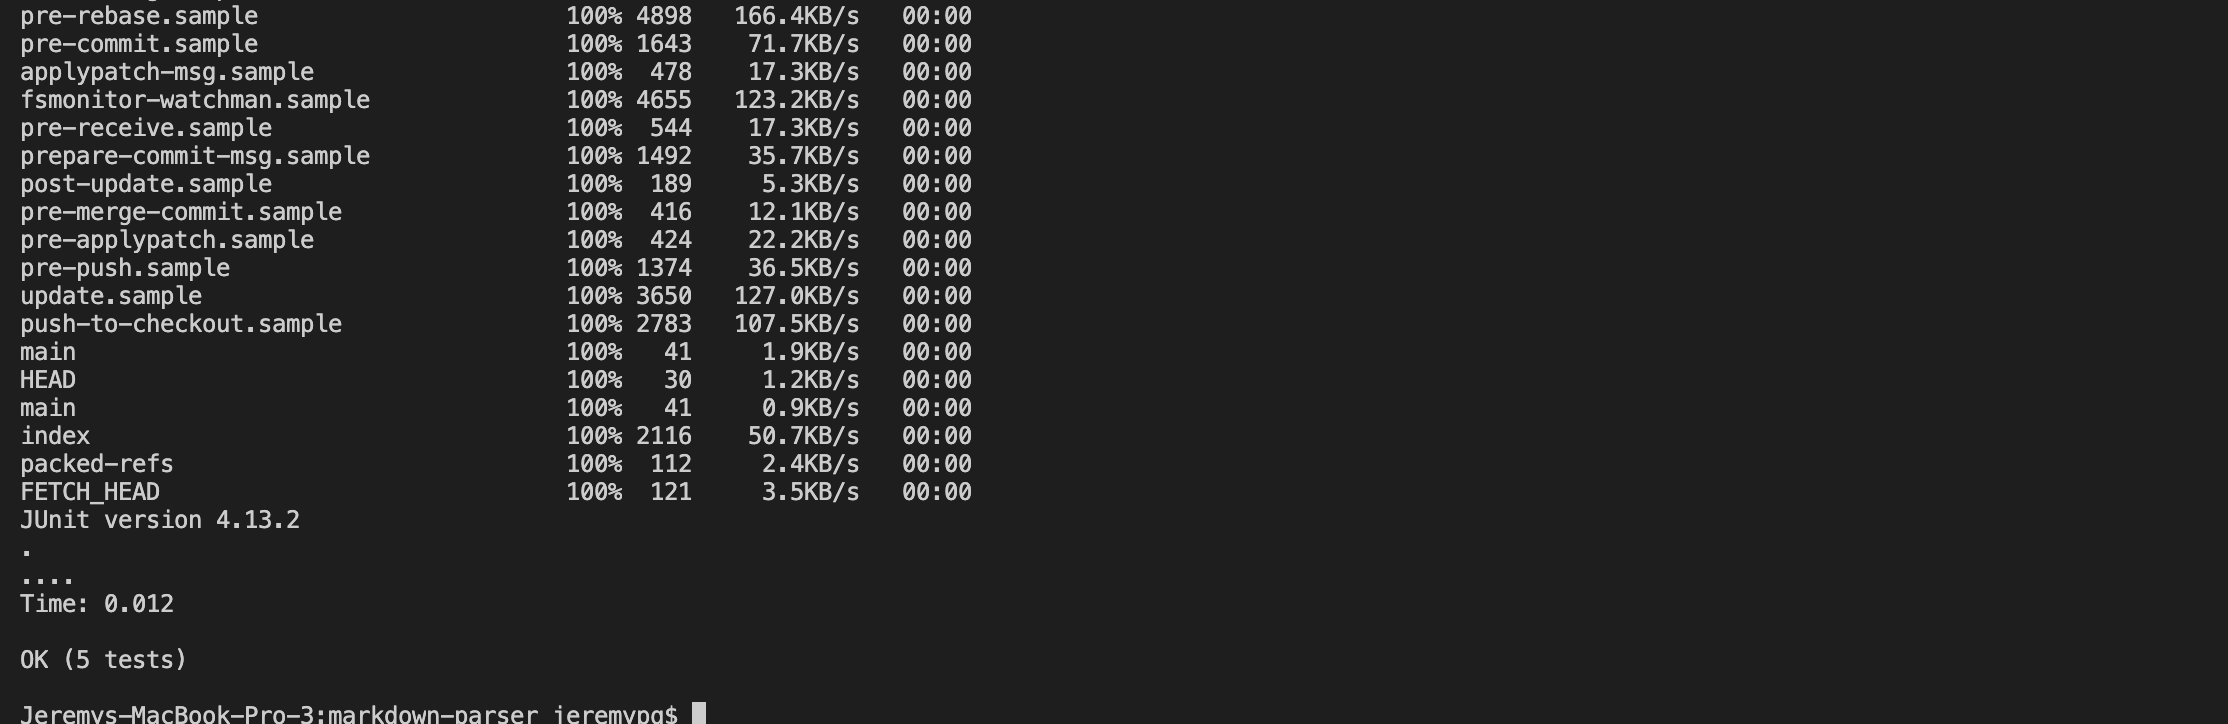 pre-rebase.sample 100% 4898 166.4KB/s 00:00
pre-commit.sample 100% 1643 71.7KB/s 00:00
applypatch-msg.sample 100% 478 17.3KB/s 00:00
fsmonitor-watchman.sample 100% 4655 123.2KB/s 00:00
pre-receive.sample 100% 544 17.3KB/s 00:00
prepare-commit-msg.sample 100% 1492 35.7KB/s 00:00
post-update.sample 100% 189 5.3KB/s 00:00
pre-merge-commit.sample 100% 416 12.1KB/s 00:00
pre-applypatch.sample 100% 424 22.2KB/s 00:00
pre-push.sample 100% 1374 36.5KB/s 00:00
update.sample 100% 3650 127.0KB/s 00:00
push-to-checkout.sample 100% 2783 107.5KB/s 00:00
main 100% 41 1.9KB/s 00:00
HEAD 100% 30 1.2KB/s 00:00
main 100% 41 0.9KB/s 00:00
index 100% 2116 50.7KB/s 00:00
packed-refs 100% 112 2.4KB/s 00:00
FETCH_HEAD 100% 121 3.5KB/s 00:00
JUnit version 4.13.2
.
....
Time: 0.012
OK (5 tests)
Jeremys-MacBook-Pro-3:markdown-parser jeremypg$